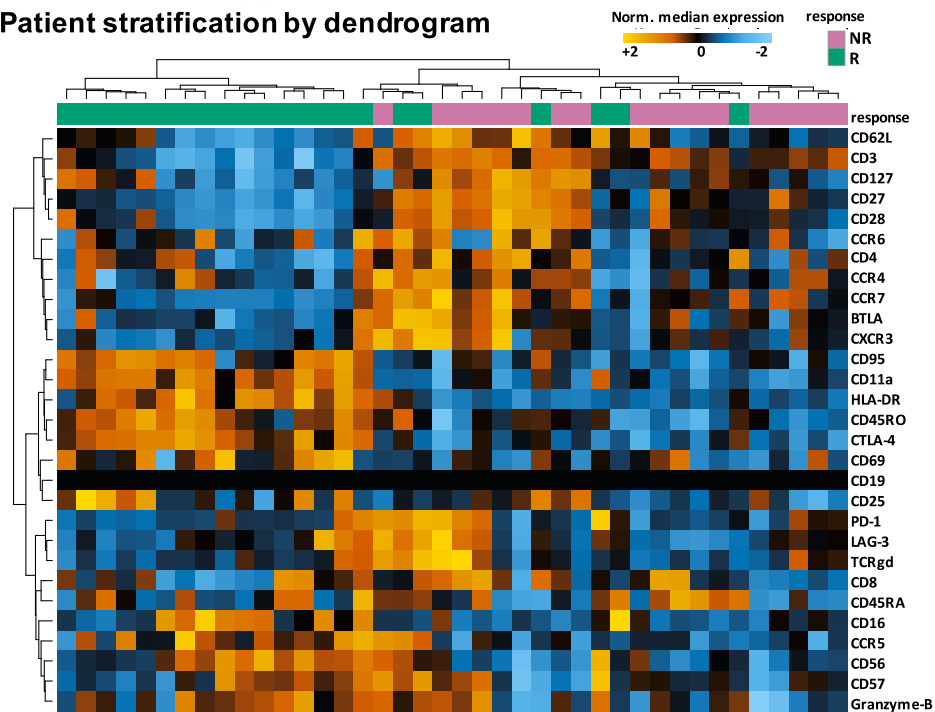 Patient stratification by dendrogram
Norm. median expression
+2 0 -2
response
NR
R
response
CD62L
CD3
CD127
CD27
CD28
CCR6
CD4
CCR4
CCR7
BTLA
CXCR3
CD95
CD11a
HLA-DR
CD45RO
CTLA-4
CD69
CD19
CD25
PD-1
LAG-3
TCRgd
CD8
CD45RA
CD16
CCR5
CD56
CD57
Granzyme-B